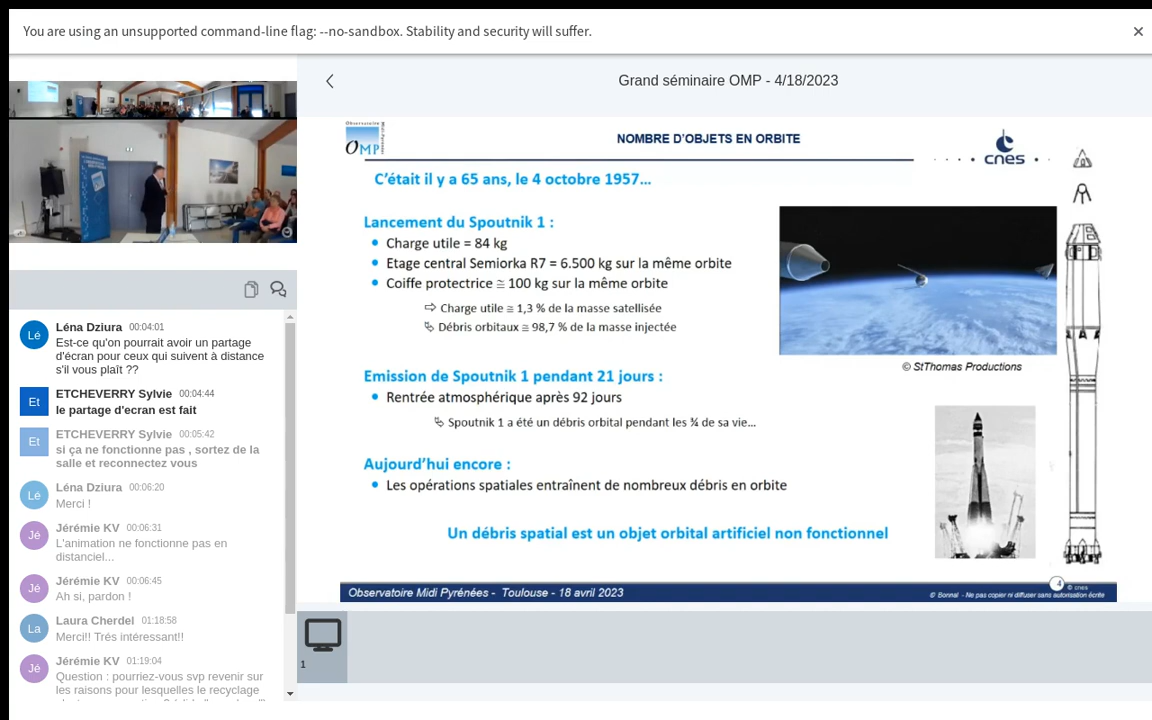 You are using an unsupported command-line flag: --no-sandbox. Stability and security will suffer.
Grand séminaire OMP - 4/18/2023
Léna Dziura 00:04:01
Est-ce qu'on pourrait avoir un partage
d'écran pour ceux qui suivent à distance
s'il vous plaît ??
ETCHEVERRY Sylvie 00:04:44
le partage d'ecran est fait
ETCHEVERRY Sylvie 00:05:42
si ça ne fonctionne pas , sortez de la
salle et reconnectez vous
Léna Dziura 00:06:20
Merci !
Jérémie KV 00:06:31
L'animation ne fonctionne pas en
distanciel...
Jérémie KV 00:06:45
Ah si, pardon !
Laura Cherdel 01:18:58
Merci!! Trés intéressant!!
Jérémie KV 01:19:04
Question : pourriez-vous svp revenir sur
les raisons pour lesquelles le recyclage
Lé
Et
Et
Lé
Jé
Jé
La
Jé
Observatoire Midi-Pyrénées
OMP
NOMBRE D'OBJETS EN ORBITE
cnes
C'était il y a 65 ans, le 4 octobre 1957...
Lancement du Spoutnik 1 :
• Charge utile = 84 kg
• Etage central Semiorka R7 = 6.500 kg sur la même orbite
• Coiffe protectrice ≅ 100 kg sur la même orbite
⇨ Charge utile ≅ 1,3 % de la masse satellisée
↳ Débris orbitaux ≅ 98,7 % de la masse injectée
© StThomas Productions
Emission de Spoutnik 1 pendant 21 jours :
• Rentrée atmosphérique après 92 jours
↳ Spoutnik 1 a été un débris orbital pendant les ¾ de sa vie...
Aujourd'hui encore :
• Les opérations spatiales entraînent de nombreux débris en orbite
Un débris spatial est un objet orbital artificiel non fonctionnel
4
© cnes
Observatoire Midi Pyrénées - Toulouse - 18 avril 2023
© Bonnal - Ne pas copier ni diffuser sans autorisation écrite
1